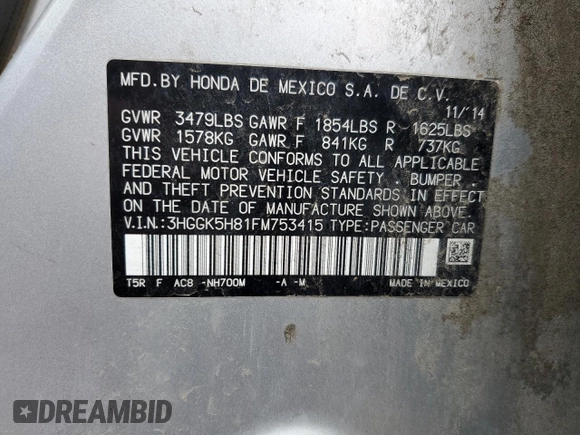 MFD.BY HONDA DE MEXICO S.A. DE C.V.
11/'14
GVWR 3479LBS GAWR F 1854LBS R 1625LBS
GVWR 1578KG GAWR F 841KG R 737KG
THIS VEHICLE CONFORMS TO ALL APPLICABLE
FEDERAL MOTOR VEHICLE SAFETY . BUMPER .
AND THEFT PREVENTION STANDARDS IN EFFECT
ON THE DATE OF MANUFACTURE SHOWN ABOVE.
V.I.N.:3HGGK5H81FM753415 TYPE:PASSENGER CAR
T5R F AC8 -NH700M -A -M MADE IN MEXICO
DREAMBID